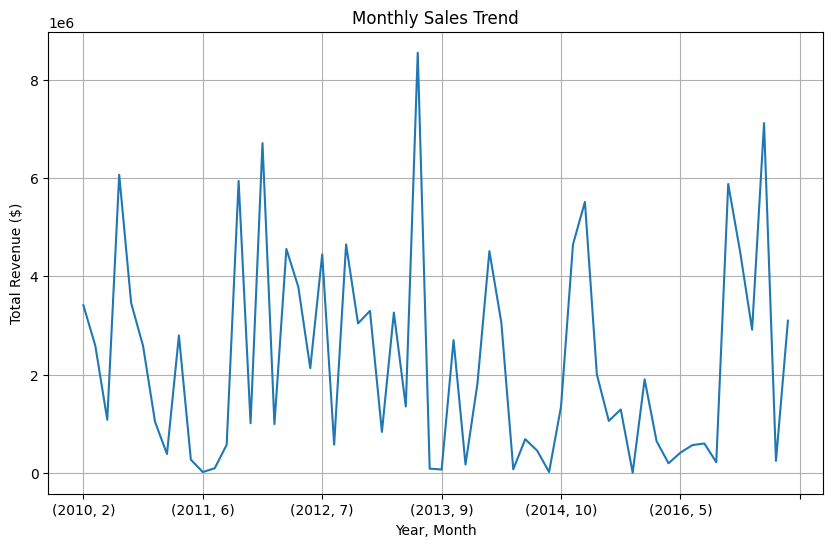 Monthly Sales Trend
1e6
8
6
4
2
0
Total Revenue ($)
(2010, 2) (2011, 6) (2012, 7) (2013, 9) (2014, 10) (2016, 5)
Year, Month